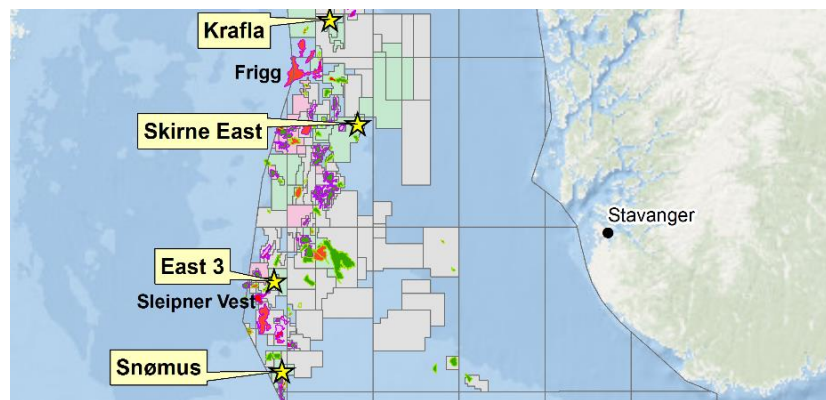 Krafla
Frigg
Skirne East
Stavanger
East 3
Sleipner Vest
Snømus